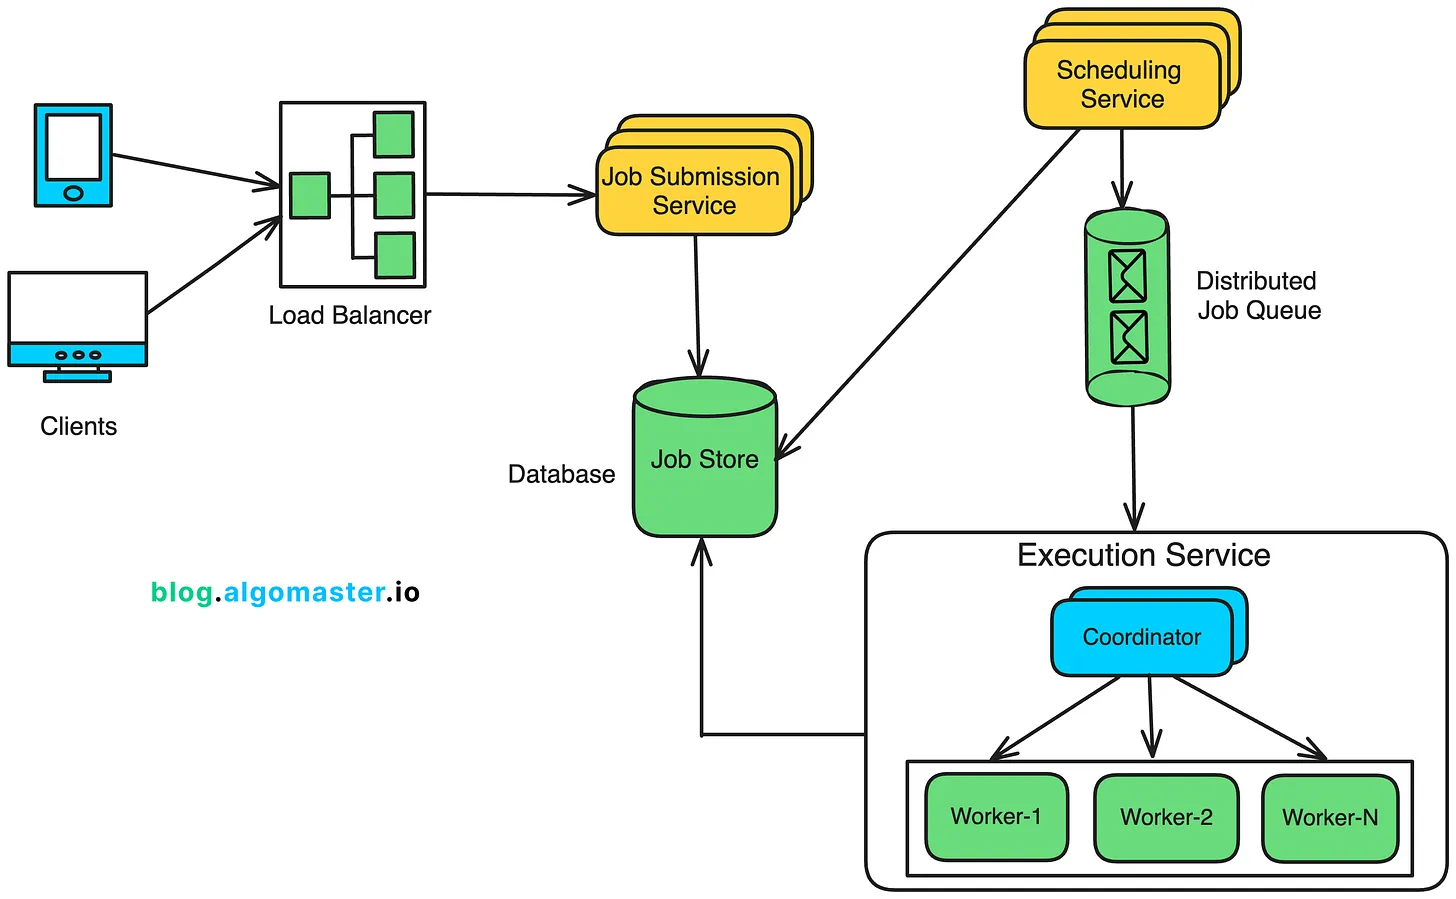 Scheduling
Service
Job Submission
Service
Distributed
Job Queue
Load Balancer
Clients
Database
Job Store
Execution Service
blog.algomaster.io
Coordinator
Worker-1
Worker-2
Worker-N